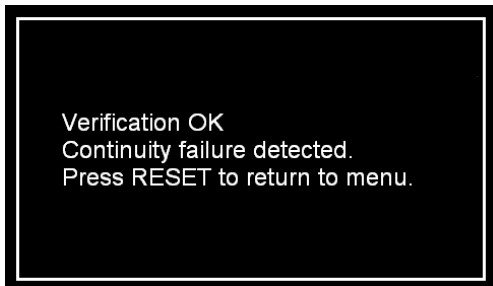 Verification OK
Continuity failure detected.
Press RESET to return to menu.